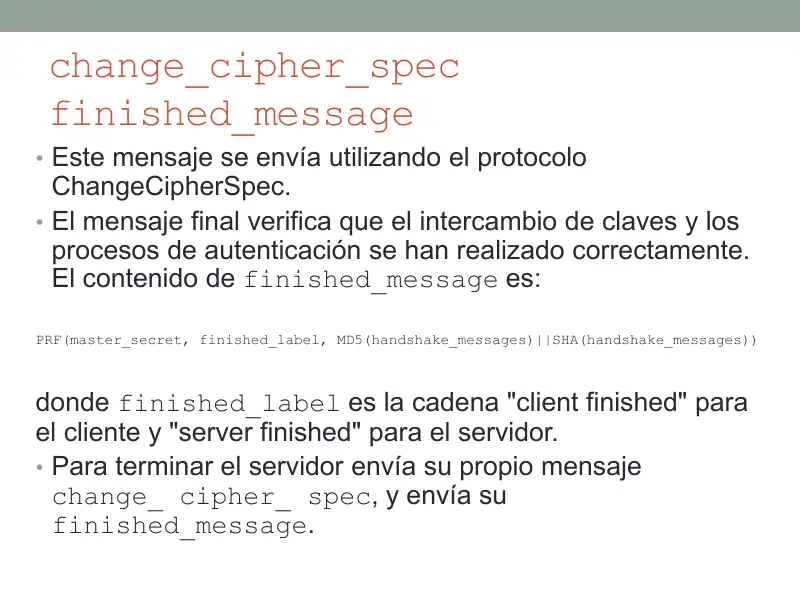 change_cipher_spec
finished_message
• Este mensaje se envía utilizando el protocolo
ChangeCipherSpec.
• El mensaje final verifica que el intercambio de claves y los
procesos de autenticación se han realizado correctamente.
El contenido de finished_message es:
PRF(master_secret, finished_label, MD5(handshake_messages)||SHA(handshake_messages))
donde finished_label es la cadena "client finished" para
el cliente y "server finished" para el servidor.
• Para terminar el servidor envía su propio mensaje
change_ cipher_ spec, y envía su
finished_message.